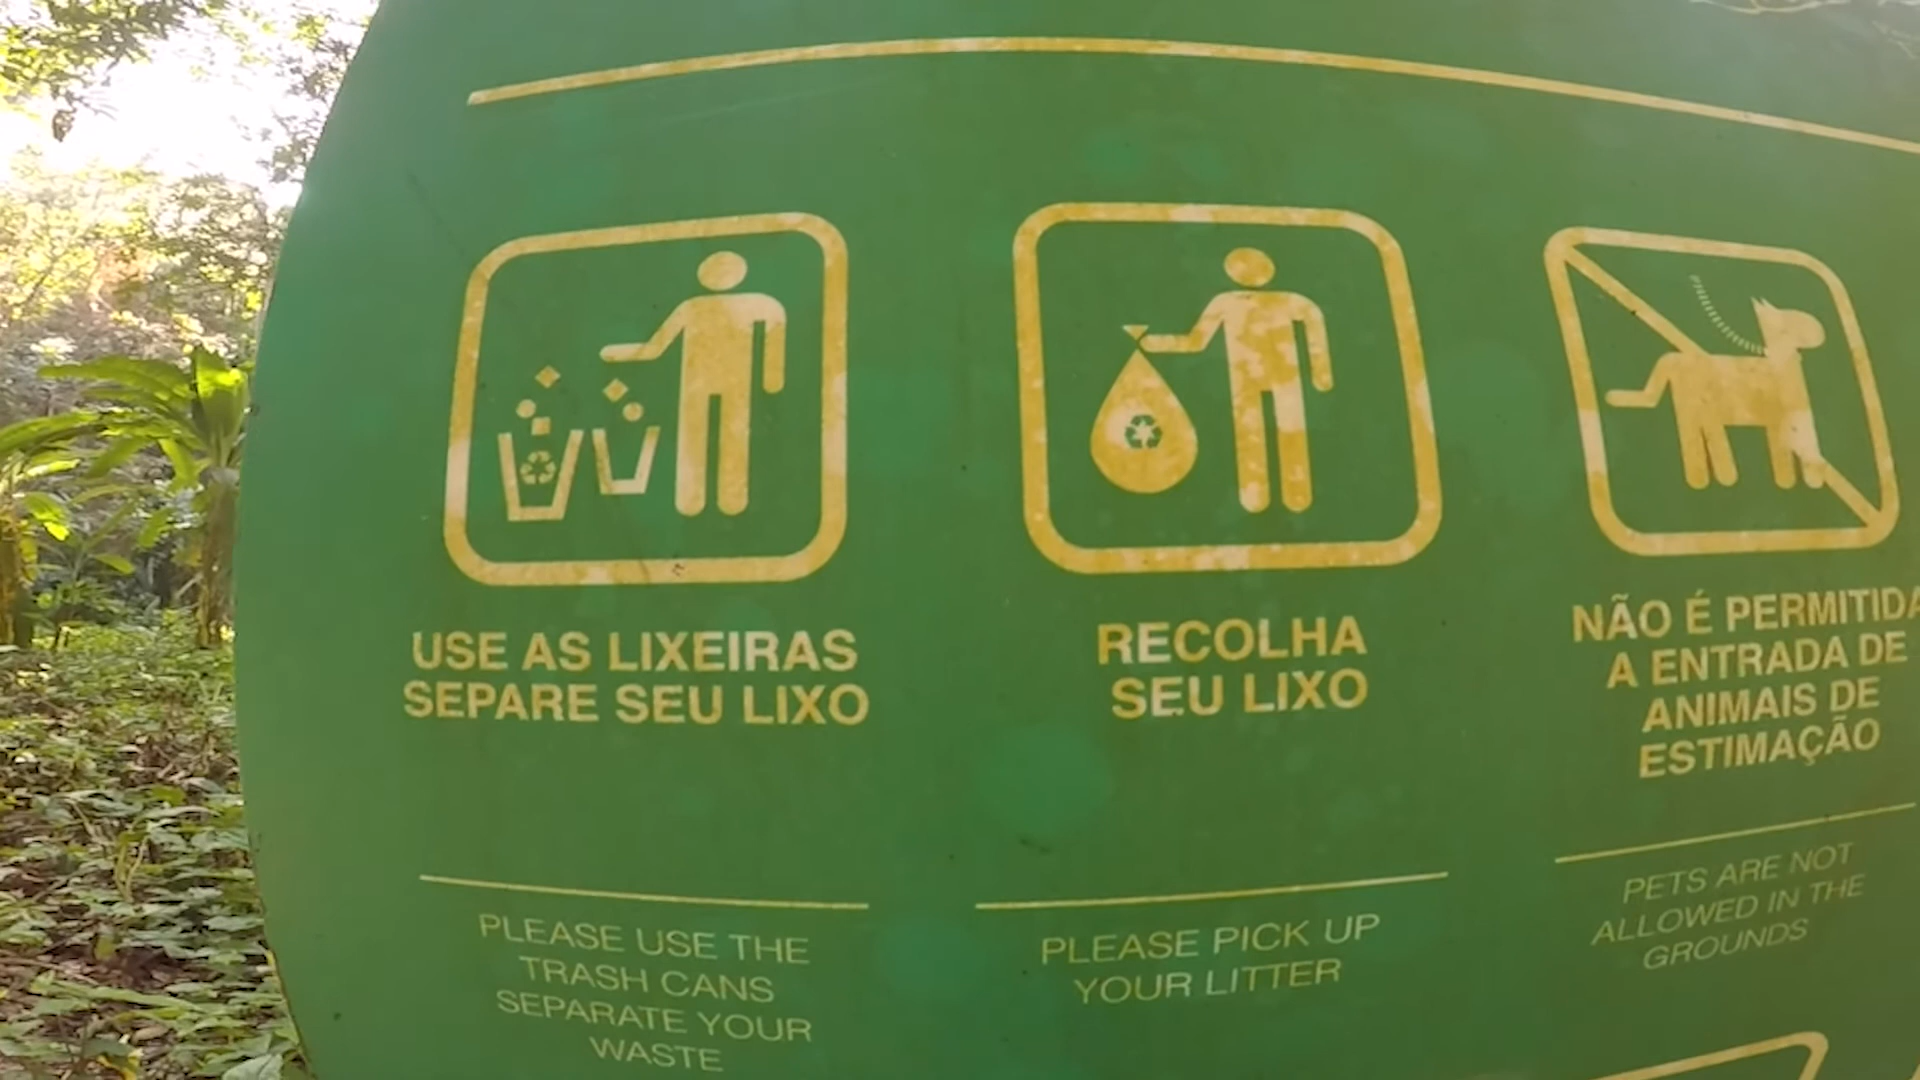 USE AS LIXEIRAS
SEPARE SEU LIXO
PLEASE USE THE
TRASH CANS
SEPARATE YOUR
WASTE
RECOLHA
SEU LIXO
PLEASE PICK UP
YOUR LITTER
NÃO É PERMITIDA
A ENTRADA DE
ANIMAIS DE
ESTIMAÇÃO
PETS ARE NOT
ALLOWED IN THE
GROUNDS